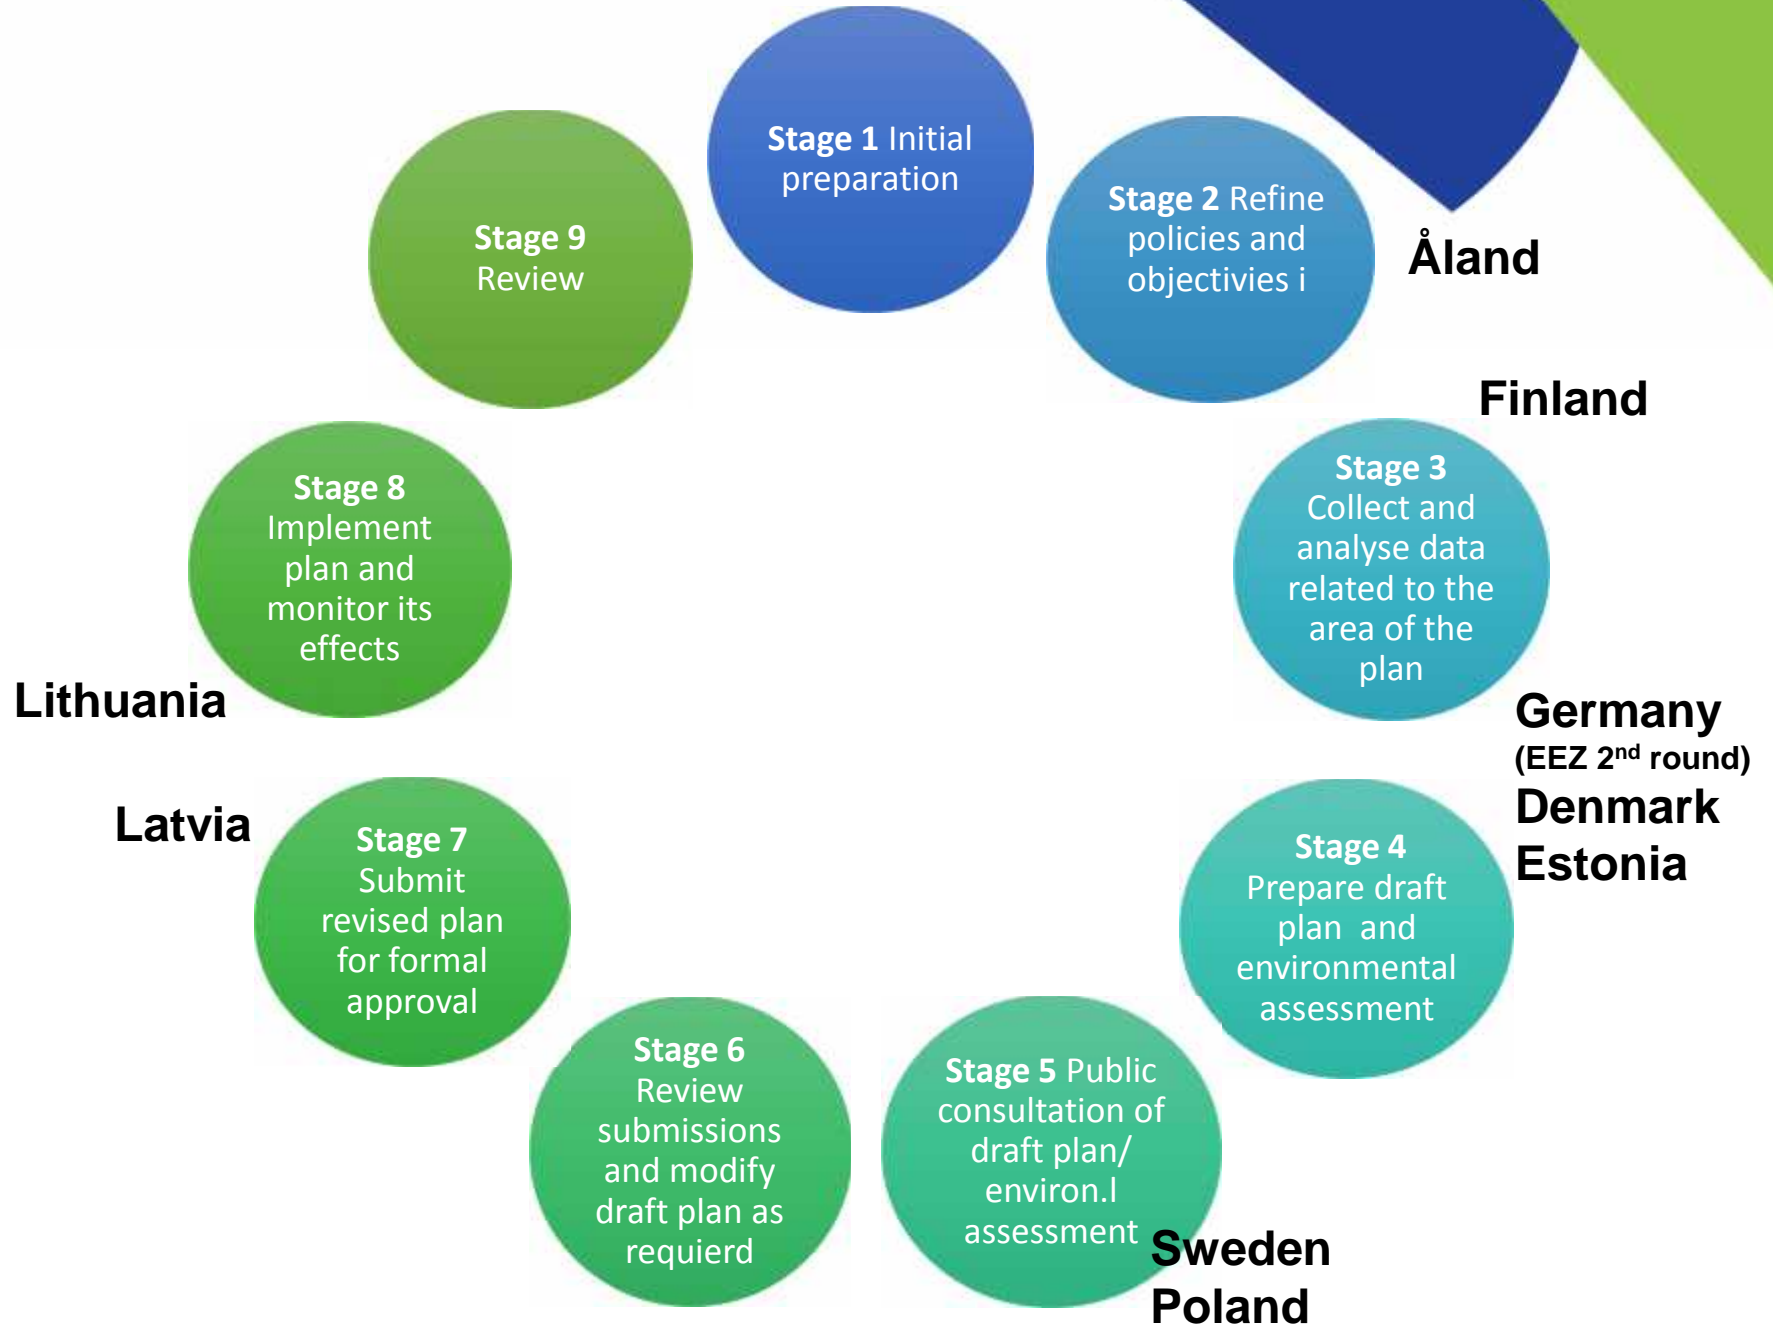 Stage 1 Initial
preparation
Stage 2 Refine
policies and
objectivies i
Åland
Finland
Stage 3
Collect and
analyse data
related to the
area of the
plan
Germany
(EEZ 2nd round)
Denmark
Estonia
Stage 4
Prepare draft
plan and
environmental
assessment
Stage 5 Public
consultation of
draft plan/
environ.l
assessment
Sweden
Poland
Stage 6
Review
submissions
and modify
draft plan as
requierd
Stage 7
Submit
revised plan
for formal
approval
Latvia
Lithuania
Stage 8
Implement
plan and
monitor its
effects
Stage 9
Review